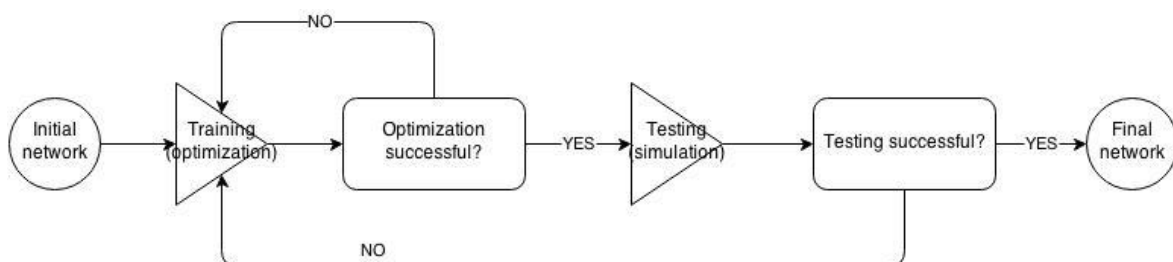 NO
Initial
network
Training
(optimization)
Optimization
successful?
YES
Testing
(simulation)
Testing successful?
YES
Final
network
NO